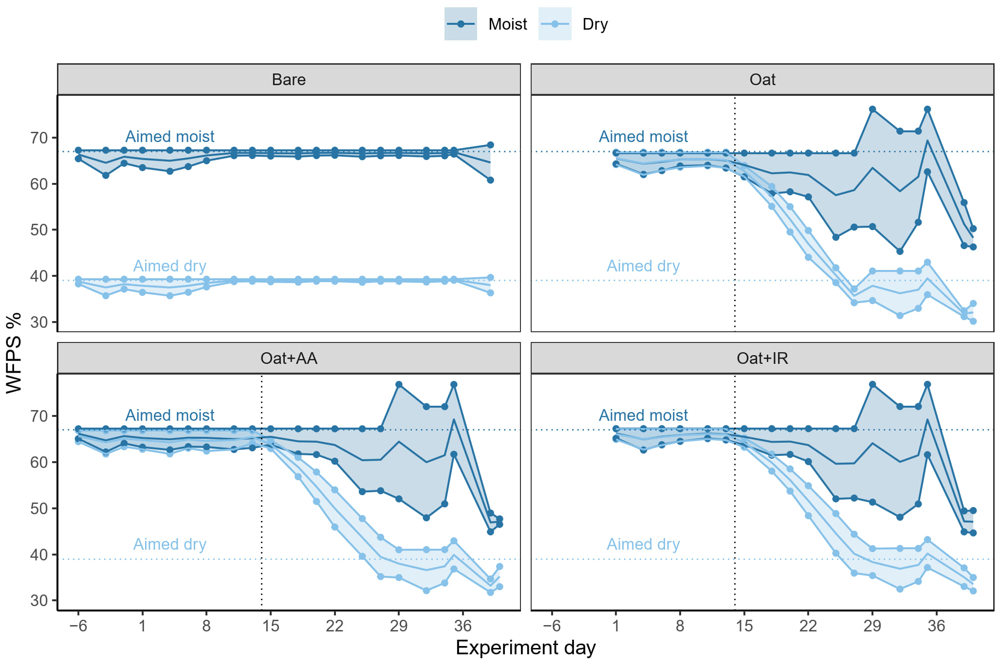 Moist Dry
Bare
Oat
70
60
50
40
30
Aimed moist
Aimed dry
Aimed moist
Aimed dry
WFPS %
Oat+AA
Oat+IR
70
60
50
40
30
Aimed moist
Aimed dry
Aimed moist
Aimed dry
−6 1 8 15 22 29 36
−6 1 8 15 22 29 36
Experiment day